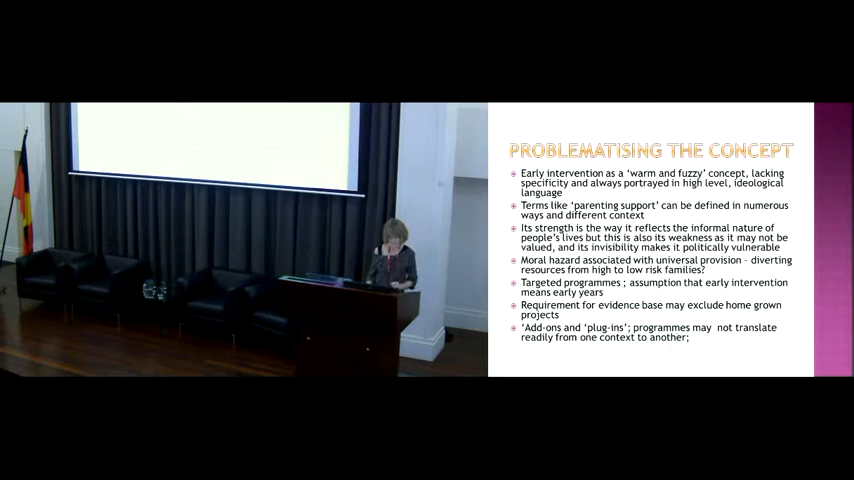 PROBLEMATISING THE CONCEPT
Early intervention as a ‘warm and fuzzy’ concept, lacking
specificity and always portrayed in high level, ideological
language
Terms like ‘parenting support’ can be defined in numerous
ways and different context
Its strength is the way it reflects the informal nature of
people’s lives but this is also its weakness as it may not be
valued, and its invisibility makes it politically vulnerable
Moral hazard associated with universal provision – diverting
resources from high to low risk families?
Targeted programmes ; assumption that early intervention
means early years
Requirement for evidence base may exclude home grown
projects
‘Add-ons and ‘plug-ins’; programmes may not translate
readily from one context to another;